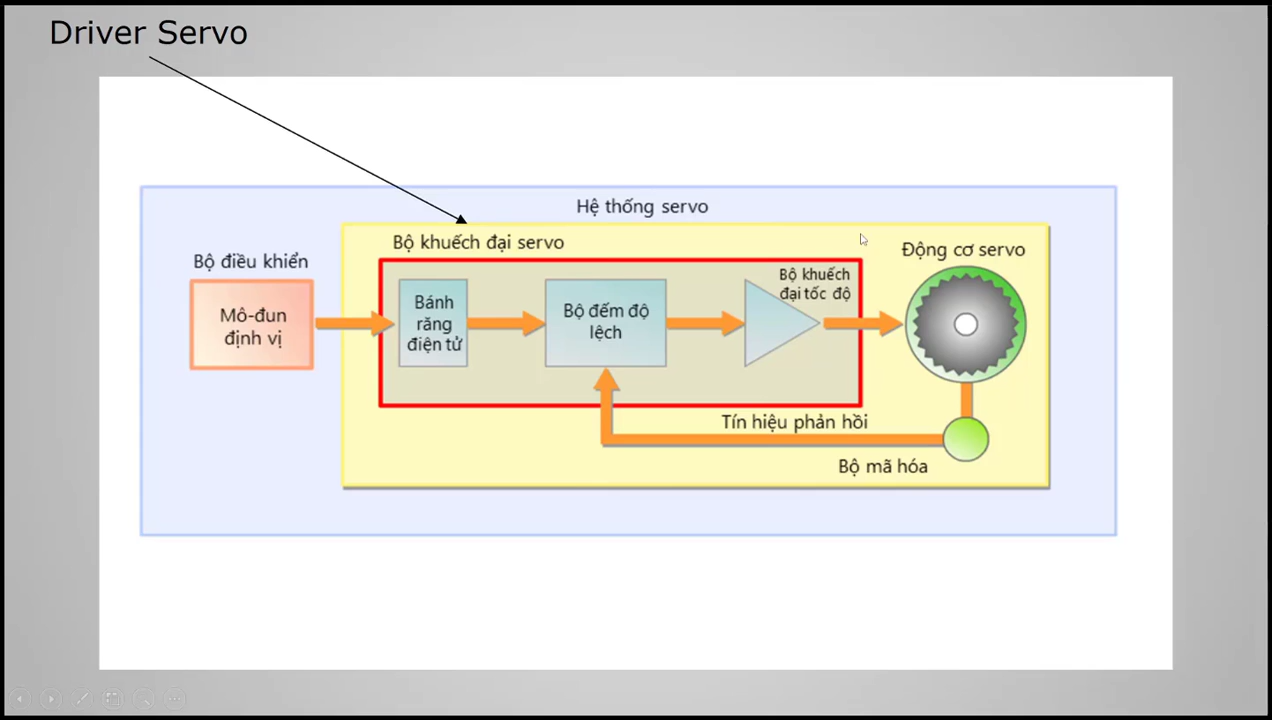 Driver Servo
Hệ thống servo
Bộ khuếch đại servo
Bộ điều khiển
Động cơ servo
Mô-đun
định vị
Bánh
răng
điện tử
Bộ đếm độ
lệch
Bộ khuếch
đại tốc độ
Tín hiệu phản hồi
Bộ mã hóa